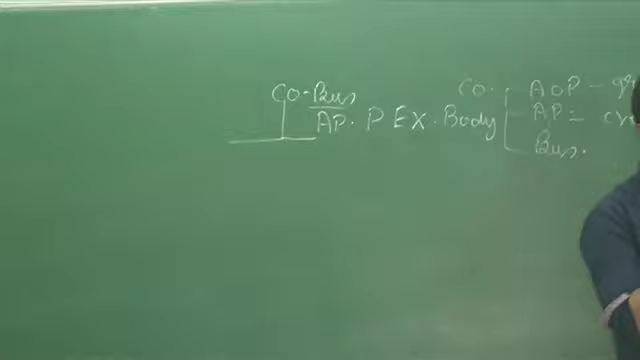 CO-Bus
AP. P EX. Body
CO. AOP -
AP =
Bus.